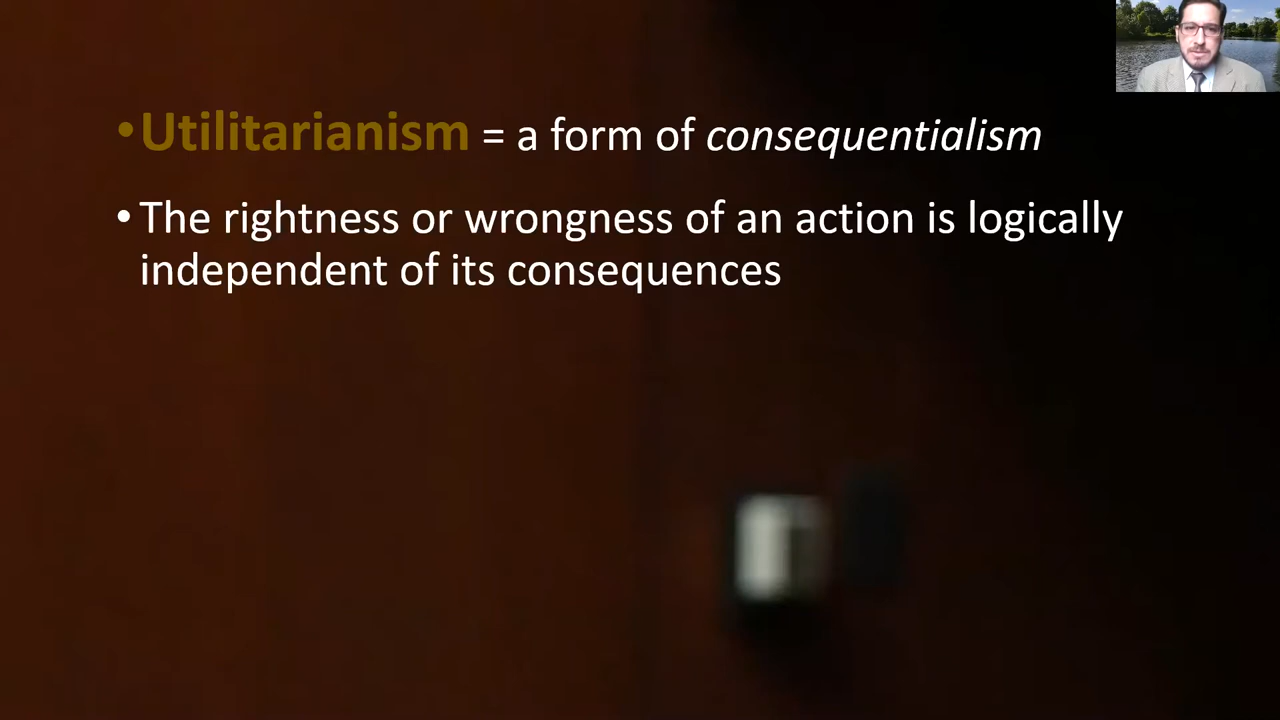 •Utilitarianism = a form of consequentialism
•The rightness or wrongness of an action is logically
independent of its consequences